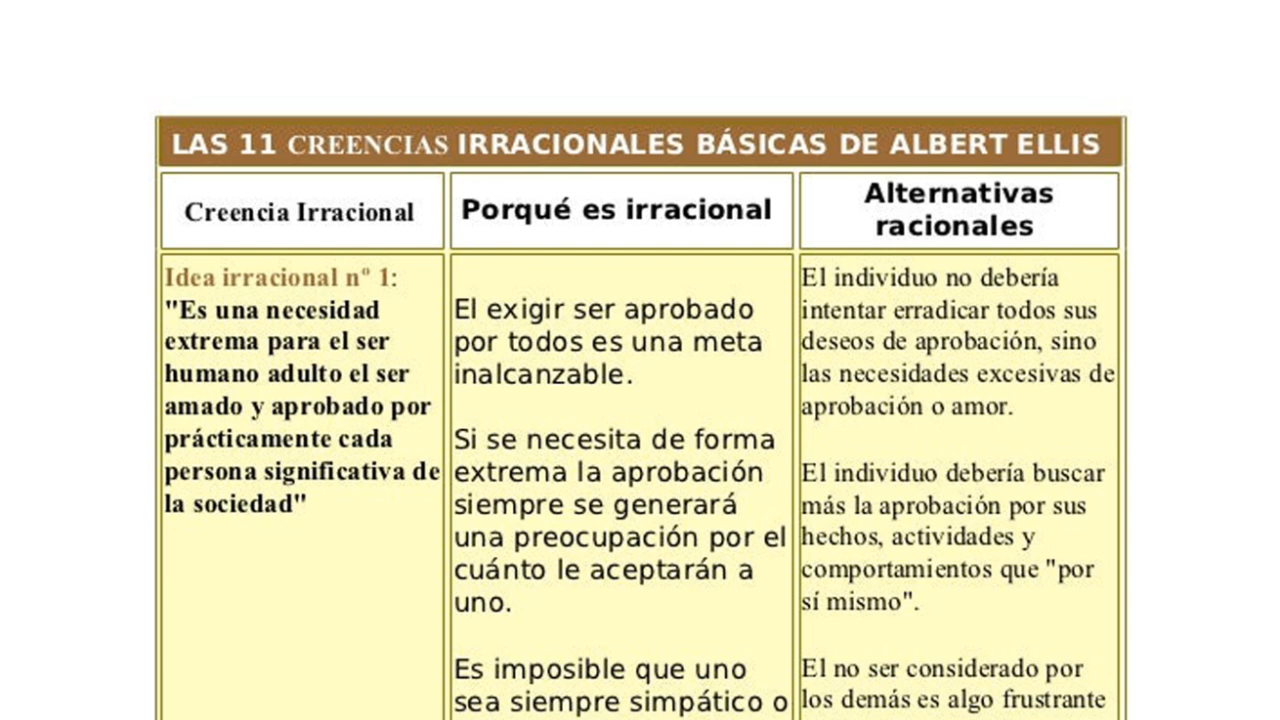 LAS 11 CREENCIAS IRRACIONALES BÁSICAS DE ALBERT ELLIS
Creencia Irracional
Porqué es irracional
Alternativas
racionales
Idea irracional nº 1:
"Es una necesidad
extrema para el ser
humano adulto el ser
amado y aprobado por
prácticamente cada
persona significativa de
la sociedad"
El exigir ser aprobado
por todos es una meta
inalcanzable.
Si se necesita de forma
extrema la aprobación
siempre se generará
una preocupación por el
cuánto le aceptarán a
uno.
Es imposible que uno
sea siempre simpático o
El individuo no debería
intentar erradicar todos sus
deseos de aprobación, sino
las necesidades excesivas de
aprobación o amor.
El individuo debería buscar
más la aprobación por sus
hechos, actividades y
comportamientos que "por
sí mismo".
El no ser considerado por
los demás es algo frustrante